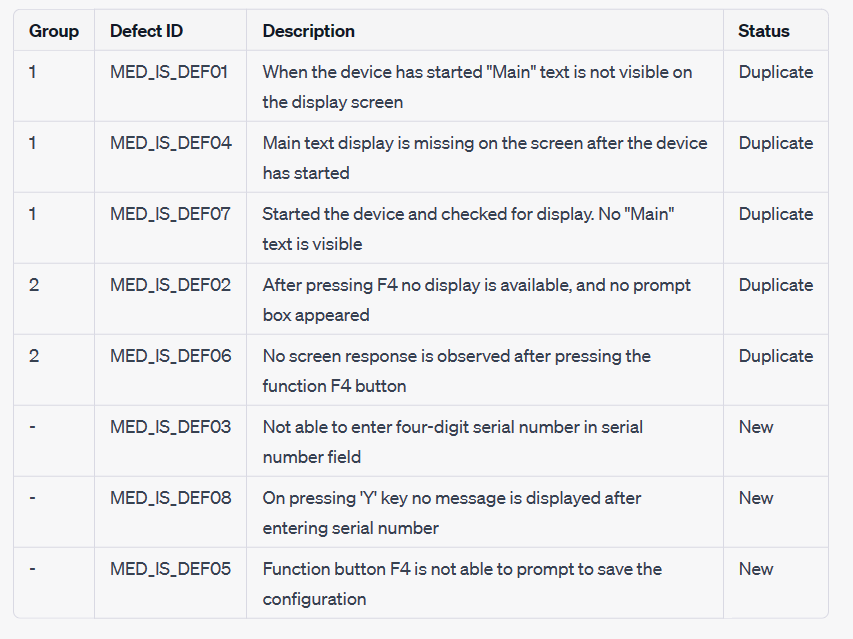 Group Defect ID Description Status
1 MED_IS_DEF01 When the device has started "Main" text is not visible on Duplicate
the display screen
1 MED_IS_DEF04 Main text display is missing on the screen after the device Duplicate
has started
1 MED_IS_DEF07 Started the device and checked for display. No "Main" Duplicate
text is visible
2 MED_IS_DEF02 After pressing F4 no display is available, and no prompt Duplicate
box appeared
2 MED_IS_DEF06 No screen response is observed after pressing the Duplicate
function F4 button
- MED_IS_DEF03 Not able to enter four-digit serial number in serial New
number field
- MED_IS_DEF08 On pressing 'Y' key no message is displayed after New
entering serial number
- MED_IS_DEF05 Function button F4 is not able to prompt to save the New
configuration